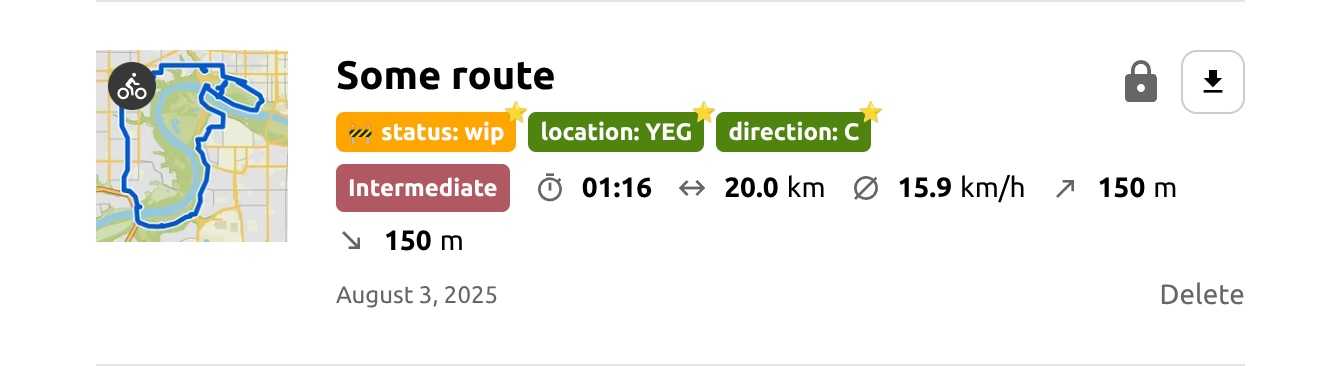 Some route
🚧 status: wip location: YEG direction: C
Intermediate 01:16 20.0 km 15.9 km/h 150 m
150 m
August 3, 2025 Delete